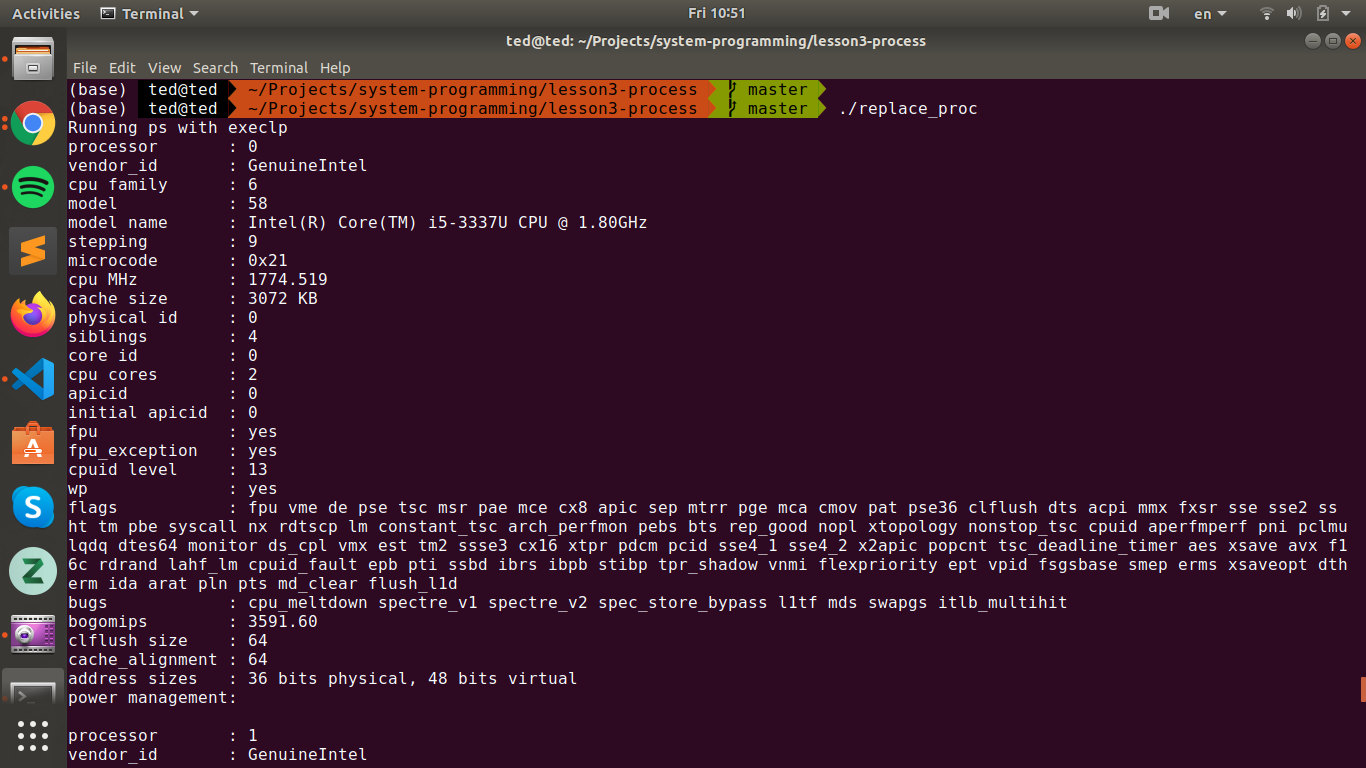 Activities Terminal Fri 10:51 en
ted@ted: ~/Projects/system-programming/lesson3-process
File Edit View Search Terminal Help
(base) ted@ted ~/Projects/system-programming/lesson3-process master
(base) ted@ted ~/Projects/system-programming/lesson3-process master ./replace_proc
Running ps with execlp
processor : 0
vendor_id : GenuineIntel
cpu family : 6
model : 58
model name : Intel(R) Core(TM) i5-3337U CPU @ 1.80GHz
stepping : 9
microcode : 0x21
cpu MHz : 1774.519
cache size : 3072 KB
physical id : 0
siblings : 4
core id : 0
cpu cores : 2
apicid : 0
initial apicid : 0
fpu : yes
fpu_exception : yes
cpuid level : 13
wp : yes
flags : fpu vme de pse tsc msr pae mce cx8 apic sep mtrr pge mca cmov pat pse36 clflush dts acpi mmx fxsr sse sse2 ss
ht tm pbe syscall nx rdtscp lm constant_tsc arch_perfmon pebs bts rep_good nopl xtopology nonstop_tsc cpuid aperfmperf pni pclmu
lqdq dtes64 monitor ds_cpl vmx est tm2 ssse3 cx16 xtpr pdcm pcid sse4_1 sse4_2 x2apic popcnt tsc_deadline_timer aes xsave avx f1
6c rdrand lahf_lm cpuid_fault epb pti ssbd ibrs ibpb stibp tpr_shadow vnmi flexpriority ept vpid fsgsbase smep erms xsaveopt dth
erm ida arat pln pts md_clear flush_l1d
bugs : cpu_meltdown spectre_v1 spectre_v2 spec_store_bypass l1tf mds swapgs itlb_multihit
bogomips : 3591.60
clflush size : 64
cache_alignment : 64
address sizes : 36 bits physical, 48 bits virtual
power management:
processor : 1
vendor_id : GenuineIntel